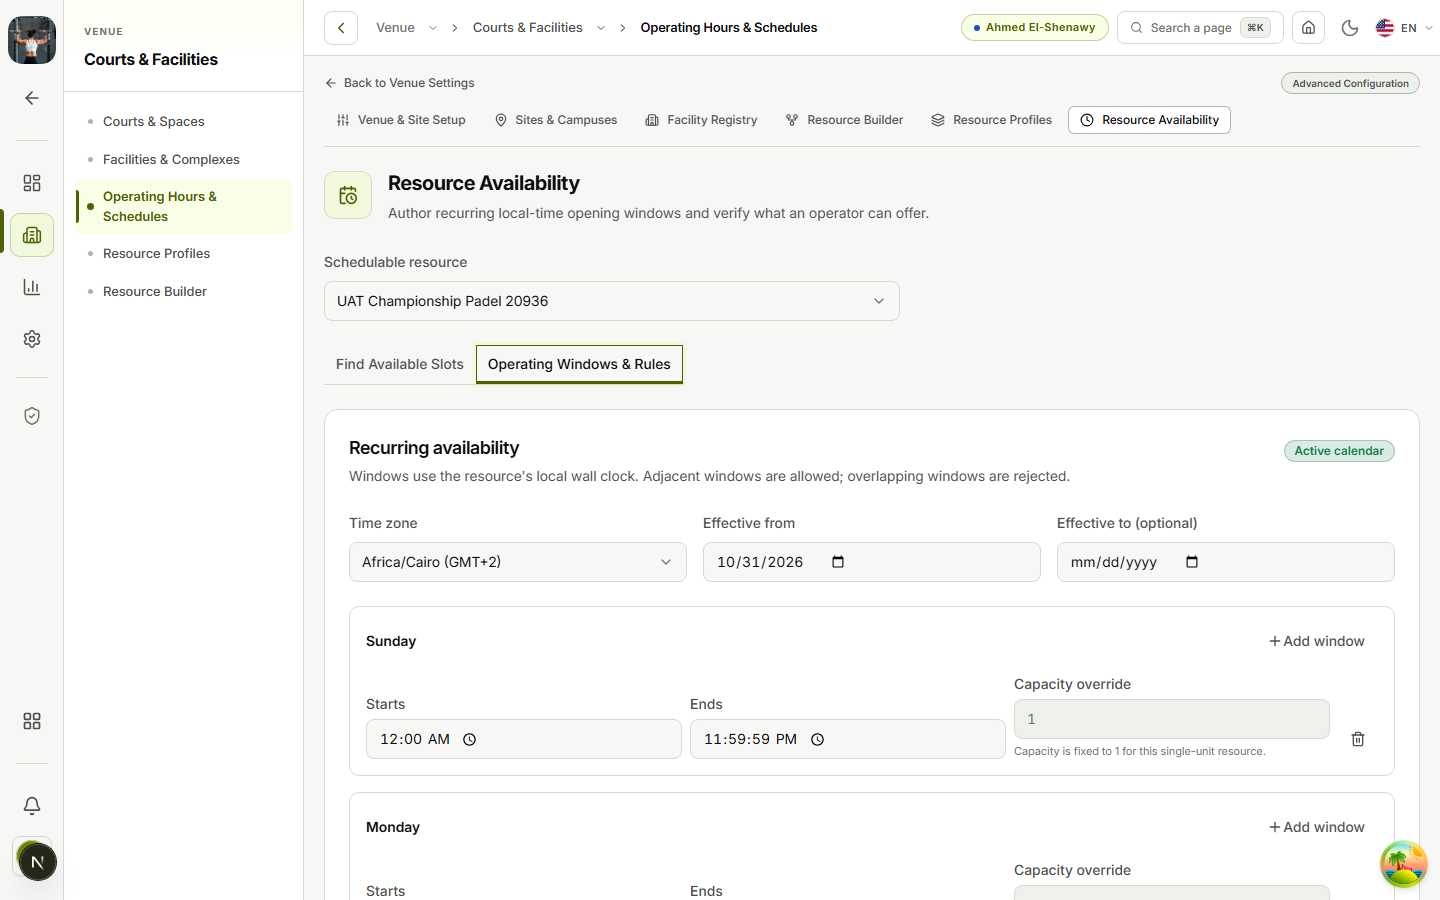 VENUE
Courts & Facilities
Courts & Spaces
Facilities & Complexes
Operating Hours &
Schedules
Resource Profiles
Resource Builder
N
Venue
Courts & Facilities
Operating Hours & Schedules
Ahmed El-Shenawy
Search a page
⌘K
EN
Back to Venue Settings
Advanced Configuration
Venue & Site Setup
Sites & Campuses
Facility Registry
Resource Builder
Resource Profiles
Resource Availability
Resource Availability
Author recurring local-time opening windows and verify what an operator can offer.
Schedulable resource
UAT Championship Padel 20936
Find Available Slots
Operating Windows & Rules
Recurring availability
Active calendar
Windows use the resource's local wall clock. Adjacent windows are allowed; overlapping windows are rejected.
Time zone
Effective from
Effective to (optional)
Africa/Cairo (GMT+2)
10/31/2026
mm/dd/yyyy
Sunday
+ Add window
Starts
Ends
Capacity override
12:00 AM
11:59:59 PM
1
Capacity is fixed to 1 for this single-unit resource.
Monday
+ Add window
Starts
Ends
Capacity override